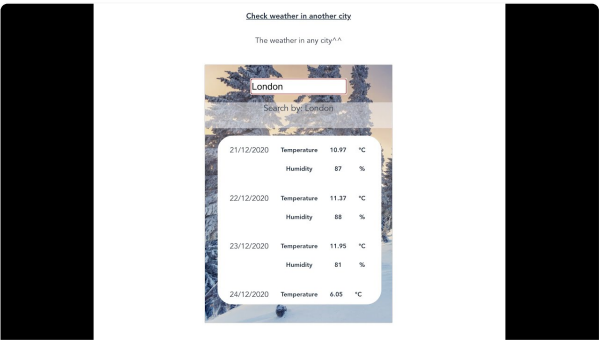 Check weather in another city
The weather in any city^^
London
Search by: London
21/12/2020 Temperature 10.97 °C
Humidity 87 %
22/12/2020 Temperature 11.37 °C
Humidity 88 %
23/12/2020 Temperature 11.95 °C
Humidity 81 %
24/12/2020 Temperature 6.05 °C